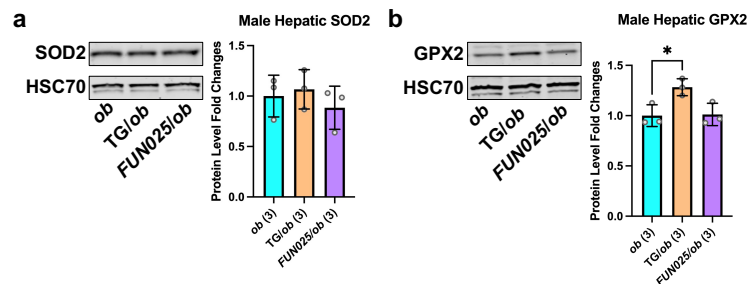 a
Male Hepatic SOD2
SOD2
HSC70
ob
TG/ob
FUN025/ob
Protein Level Fold Changes
1.5
1.0
0.5
0.0
ob (3)
TG/ob (3)
FUN025/ob (3)
b
Male Hepatic GPX2
GPX2
HSC70
ob
TG/ob
FUN025/ob
Protein Level Fold Changes
1.5
1.0
0.5
0.0
*
ob (3)
TG/ob (3)
FUN025/ob (3)